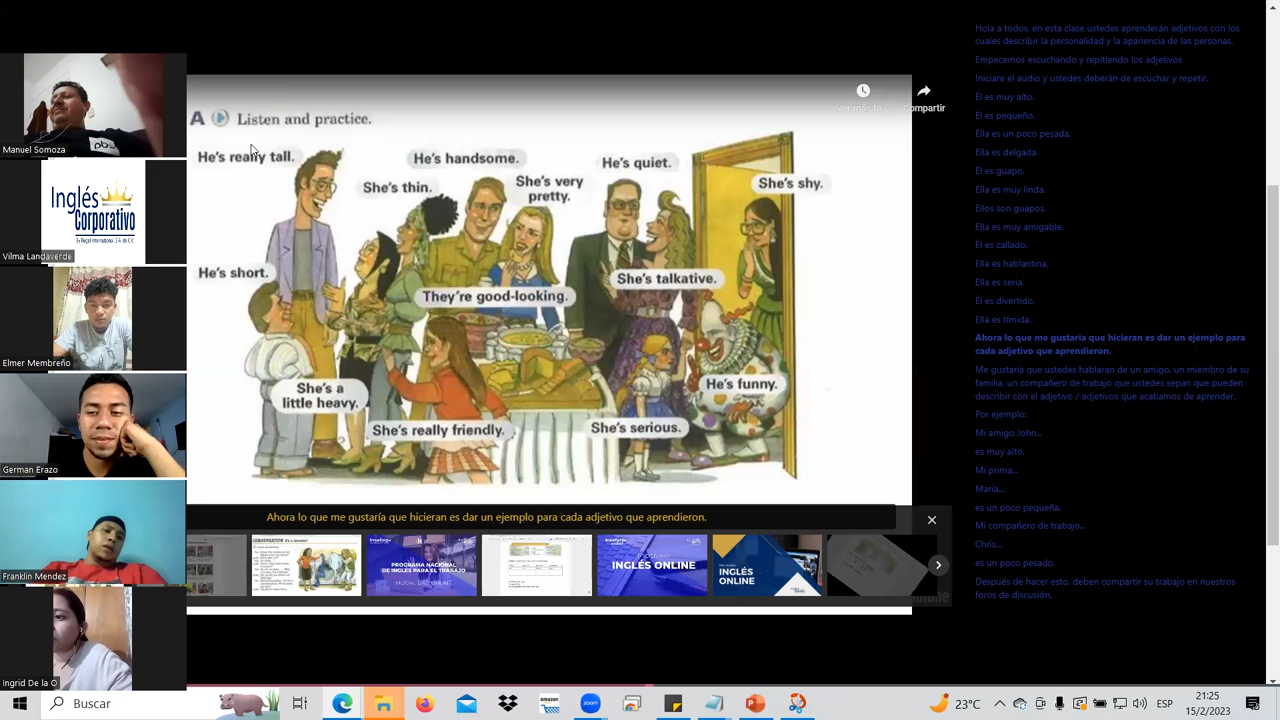 Manuel Somoza
Inglés
Corporativo
Vilma Landaverde
Elmer Membreño
German Erazo
Franklin Mendez
Ingrid De la O
A Listen and practice.
Compartir
He's really tall.
He's handsome.
He's quiet.
She's thin.
She's very
pretty.
She's shy.
He's short.
They're good-looking.
She's talkative.
She's a
little heavy.
He's funny.
She's really friendly.
She's serious.
Ahora lo que me gustaría que hicieran es dar un ejemplo para cada adjetivo que aprendieron.
PROGRAMA NACIONAL
DE INGLÉS PARA EL TRABAJO
INGLÉS ONLINE
INGLÉS
ONLINE
Hola a todos, en esta clase ustedes aprenderán adjetivos con los
cuales describir la personalidad y la apariencia de las personas.
Empecemos escuchando y repitiendo los adjetivos
Iniciare el audio y ustedes deberán de escuchar y repetir.
Él es muy alto.
Él es pequeño.
Ella es un poco pesada.
Ella es delgada.
Él es guapo.
Ella es muy linda.
Ellos son guapos.
Ella es muy amigable.
Él es callado.
Ella es hablantina.
Ella es seria.
Él es divertido.
Ella es tímida.
Ahora lo que me gustaría que hicieran es dar un ejemplo para
cada adjetivo que aprendieron.
Me gustaría que ustedes hablaran de un amigo, un miembro de su
familia, un compañero de trabajo que ustedes sepan que pueden
describir con el adjetivo / adjetivos que acabamos de aprender.
Por ejemplo:
Mi amigo John...
es muy alto.
Mi prima...
María...
es un poco pequeña.
Mi compañero de trabajo...
Chris...
es un poco pesado.
Después de hacer esto, deben compartir su trabajo en nuestros
foros de discusión.
Buscar
amazon
zoom
23°C
ESP
21:25
15/2/2023